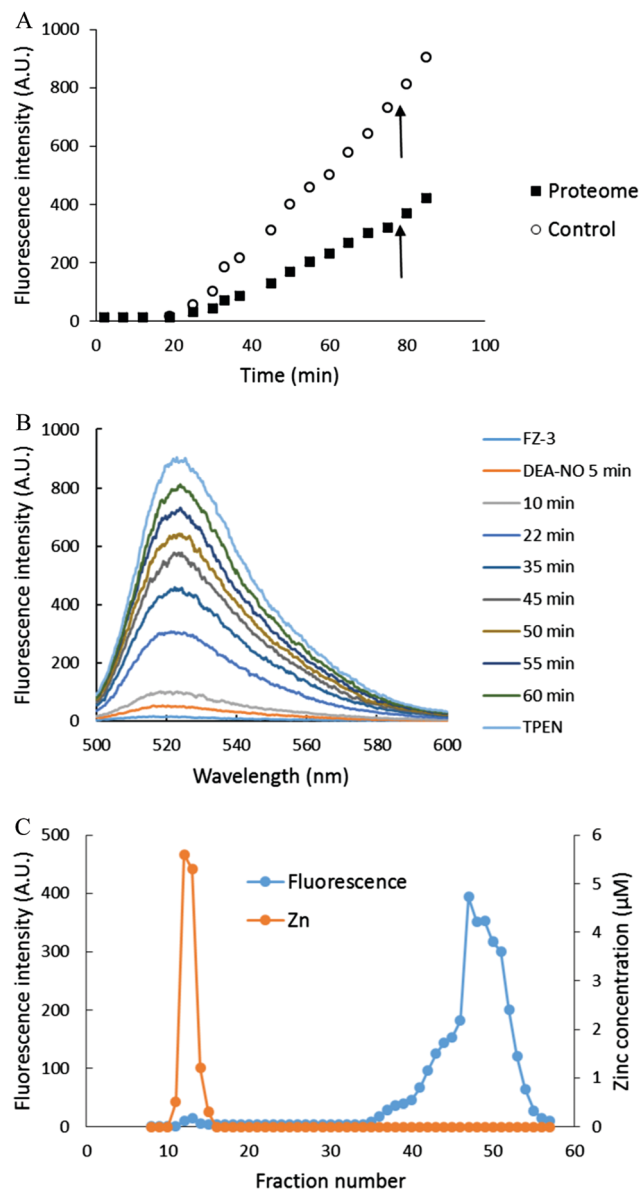 A
Fluorescence intensity (A.U.)
1000
800
600
400
200
0
0 20 40 60 80 100
Time (min)
Proteome
Control
B
Fluorescence intensity (A.U.)
1000
800
600
400
200
0
500 520 540 560 580 600
Wavelength (nm)
FZ-3
DEA-NO 5 min
10 min
22 min
35 min
45 min
50 min
55 min
60 min
TPEN
C
Fluorescence intensity (A.U.)
500
400
300
200
100
0
0 10 20 30 40 50 60
Fraction number
Fluorescence
Zn
6
5
4
3
2
1
0
Zinc concentration (µM)